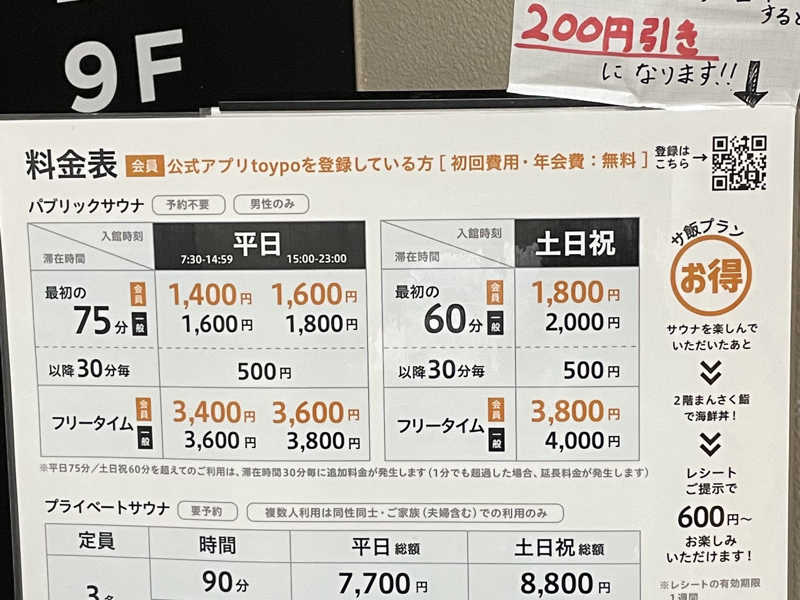 9F
200円引き
になります!!
料金表 会員 公式アプリtoypoを登録している方 [ 初回費用・年会費：無料 ] 登録は
こちら→
パブリックサウナ 予約不要 男性のみ
入館時刻
滞在時間
平日
7:30-14:59 15:00-23:00
最初の
75分
会員 1,400円 1,600円
一般 1,600円 1,800円
以降30分毎 500円
フリータイム
会員 3,400円 3,600円
一般 3,600円 3,800円
入館時刻
滞在時間
土日祝
最初の
60分
会員 1,800円
一般 2,000円
以降30分毎 500円
フリータイム
会員 3,800円
一般 4,000円
※平日75分／土日祝60分を超えてのご利用は、滞在時間30分毎に追加料金が発生します（1分でも超過した場合、延長料金が発生します）
サ飯プラン
お得
サウナを楽しんで
いただいたあと
2階まんさく鮨
で海鮮丼！
レシート
ご提示で
600円～
お楽しみ
いただけます！
※レシートの有効期限
1週間
プライベートサウナ 要予約 複数人利用は同性同士・ご家族（夫婦含む）での利用のみ
定員 時間 平日総額 土日祝総額
3名 90分 7,700円 8,800円